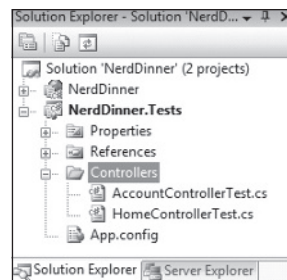 Solution Explorer - Solution 'NerdD...
Solution 'NerdDinner' (2 projects)
NerdDinner
NerdDinner.Tests
Properties
References
Controllers
AccountControllerTest.cs
HomeControllerTest.cs
App.config
Solution Explorer Server Explorer